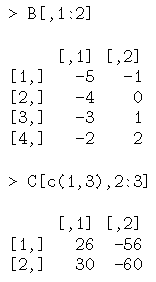 > B[,1:2]
[,1] [,2]
[1,] -5 -1
[2,] -4 0
[3,] -3 1
[4,] -2 2
> C[c(1,3),2:3]
[,1] [,2]
[1,] 26 -56
[2,] 30 -60